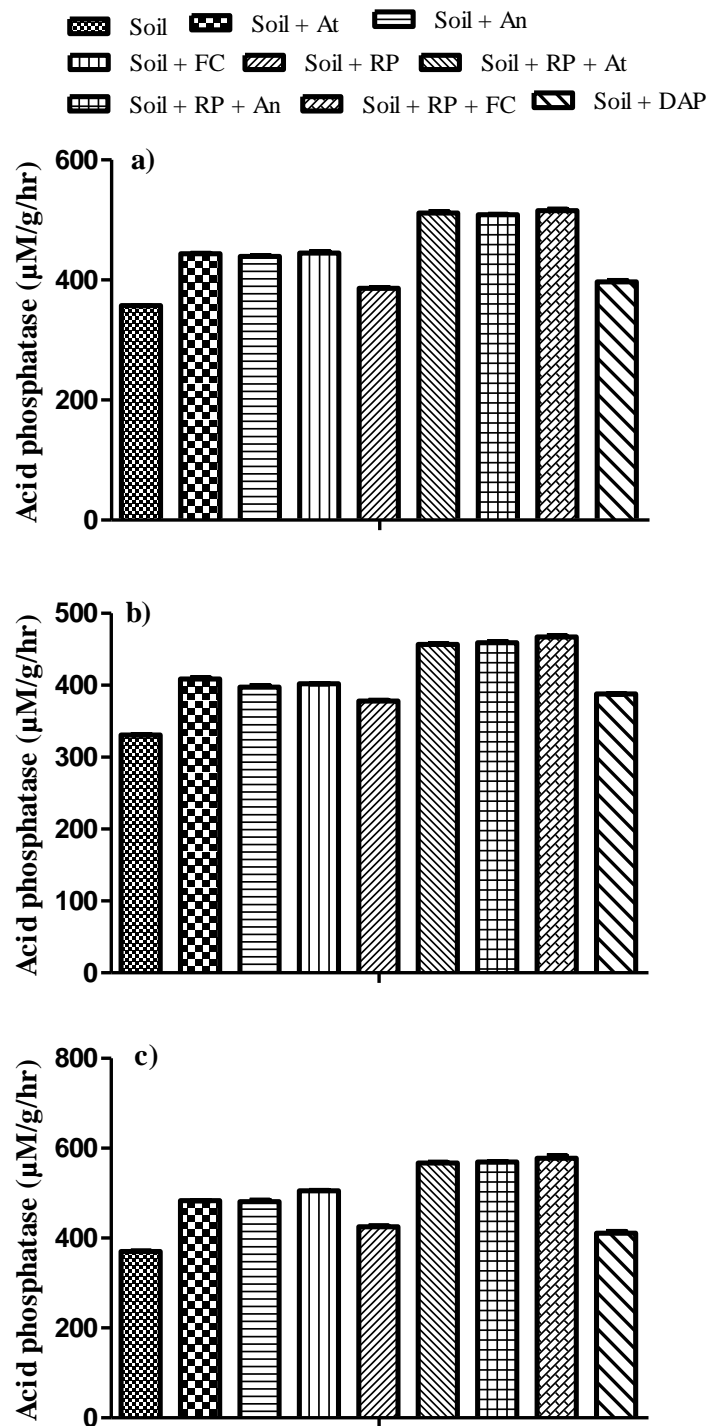 Soil Soil + At Soil + An
Soil + FC Soil + RP Soil + RP + At
Soil + RP + An Soil + RP + FC Soil + DAP
a)
600
400
200
0
Acid phosphatase (µM/g/hr)
b)
500
400
300
200
100
0
Acid phosphatase (µM/g/hr)
c)
800
600
400
200
0
Acid phosphatase (µM/g/hr)